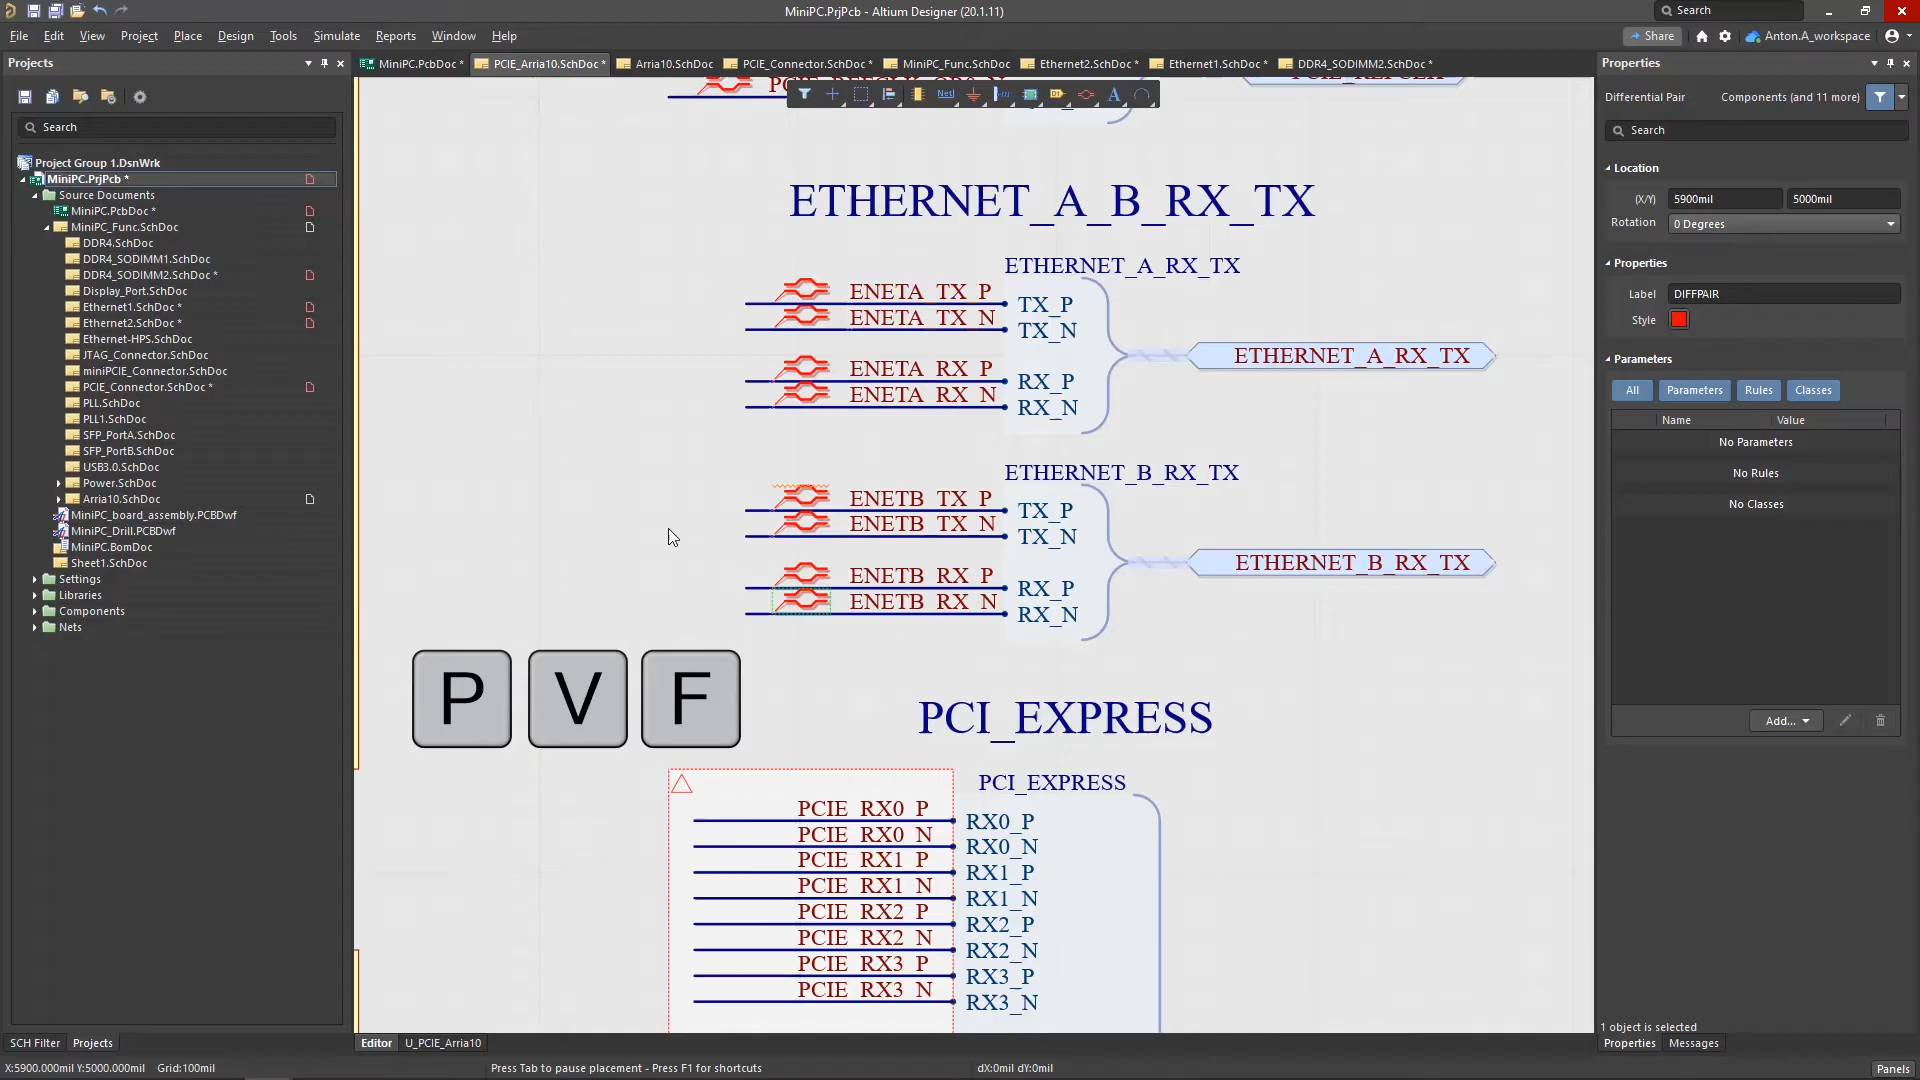 MiniPC.PrjPcb - Altium Designer (20.1.11)
Search
File Edit View Project Place Design Tools Simulate Reports Window Help
Share
Anton.A_workspace
Projects
MiniPC.PcbDoc *
PCIE_Arria10.SchDoc *
Arria10.SchDoc
PCIE_Connector.SchDoc *
MiniPC_Func.SchDoc
Ethernet2.SchDoc *
Ethernet1.SchDoc *
DDR4_SODIMM2.SchDoc *
Properties
Net
Differential Pair
Components (and 11 more)
Search
Search
Project Group 1.DsnWrk
MiniPC.PrjPcb *
Source Documents
MiniPC.PcbDoc *
MiniPC_Func.SchDoc
DDR4.SchDoc
DDR4_SODIMM1.SchDoc
DDR4_SODIMM2.SchDoc *
Display_Port.SchDoc
Ethernet1.SchDoc *
Ethernet2.SchDoc *
Ethernet-HPS.SchDoc
JTAG_Connector.SchDoc
miniPCIE_Connector.SchDoc
PCIE_Connector.SchDoc *
PLL.SchDoc
PLL1.SchDoc
SFP_PortA.SchDoc
SFP_PortB.SchDoc
USB3.0.SchDoc
Power.SchDoc
Arria10.SchDoc
MiniPC_board_assembly.PCBDwf
MiniPC_Drill.PCBDwf
MiniPC.BomDoc
Sheet1.SchDoc
Settings
Libraries
Components
Nets
ETHERNET_A_B_RX_TX
ETHERNET_A_RX_TX
ENETA_TX_P TX_P
ENETA_TX_N TX_N
ETHERNET_A_RX_TX
ENETA_RX_P RX_P
ENETA_RX_N RX_N
ETHERNET_B_RX_TX
ENETB_TX_P TX_P
ENETB_TX_N TX_N
ETHERNET_B_RX_TX
ENETB_RX_P RX_P
ENETB_RX_N RX_N
P V F
PCI_EXPRESS
PCI_EXPRESS
PCIE_RX0_P RX0_P
PCIE_RX0_N RX0_N
PCIE_RX1_P RX1_P
PCIE_RX1_N RX1_N
PCIE_RX2_P RX2_P
PCIE_RX2_N RX2_N
PCIE_RX3_P RX3_P
PCIE_RX3_N RX3_N
Location
(X/Y) 5900mil 5000mil
Rotation 0 Degrees
Properties
Label DIFFPAIR
Style
Parameters
All Parameters Rules Classes
Name Value
No Parameters
No Rules
No Classes
Add...
1 object is selected
SCH Filter Projects
Editor U_PCIE_Arria10
Properties Messages
X:5900.000mil Y:5000.000mil Grid:100mil
Press Tab to pause placement - Press F1 for shortcuts
dX:0mil dY:0mil
Panels